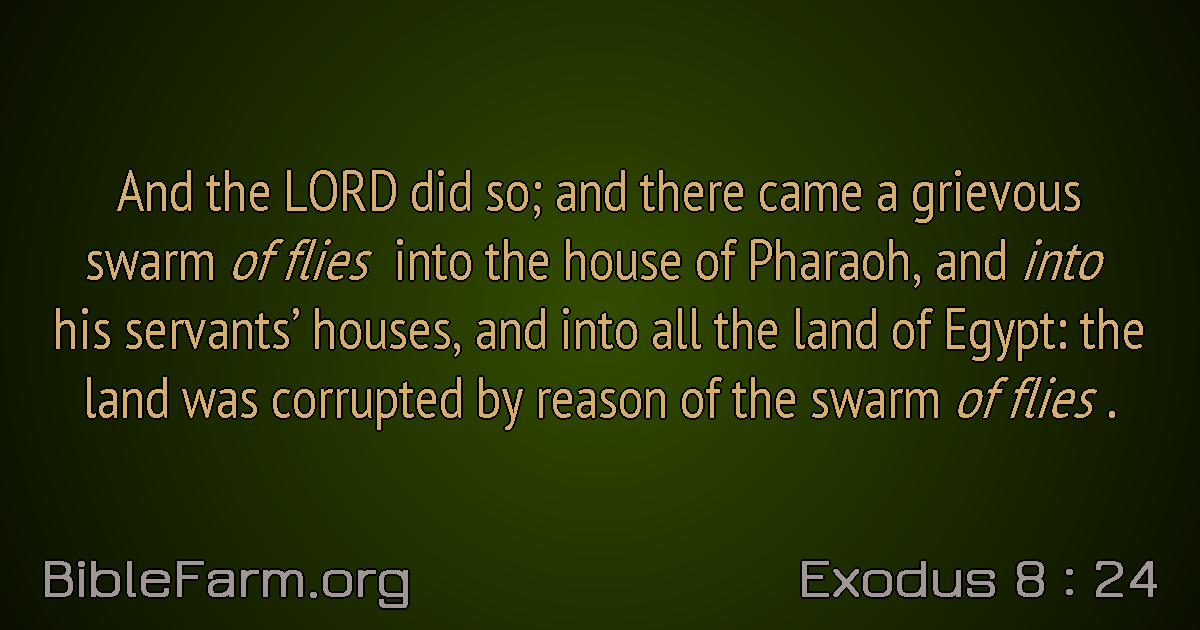 And the LORD did so; and there came a grievous
swarm of flies into the house of Pharaoh, and into
his servants’ houses, and into all the land of Egypt: the
land was corrupted by reason of the swarm of flies .
BibleFarm.org
Exodus 8 : 24